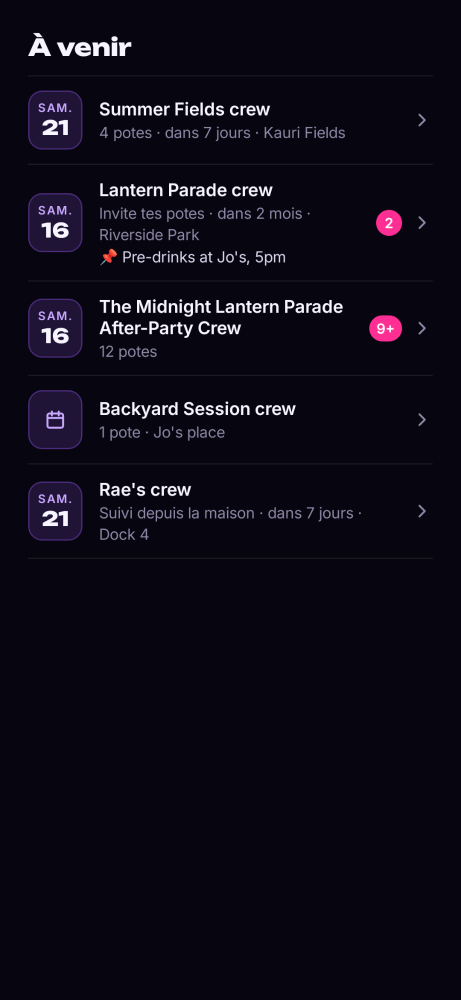 À venir
SAM.
21
Summer Fields crew
4 potes · dans 7 jours · Kauri Fields
SAM.
16
Lantern Parade crew
Invite tes potes · dans 2 mois ·
Riverside Park
📌 Pre-drinks at Jo's, 5pm
2
SAM.
16
The Midnight Lantern Parade
After-Party Crew
12 potes
9+
Backyard Session crew
1 pote · Jo's place
SAM.
21
Rae's crew
Suivi depuis la maison · dans 7 jours ·
Dock 4